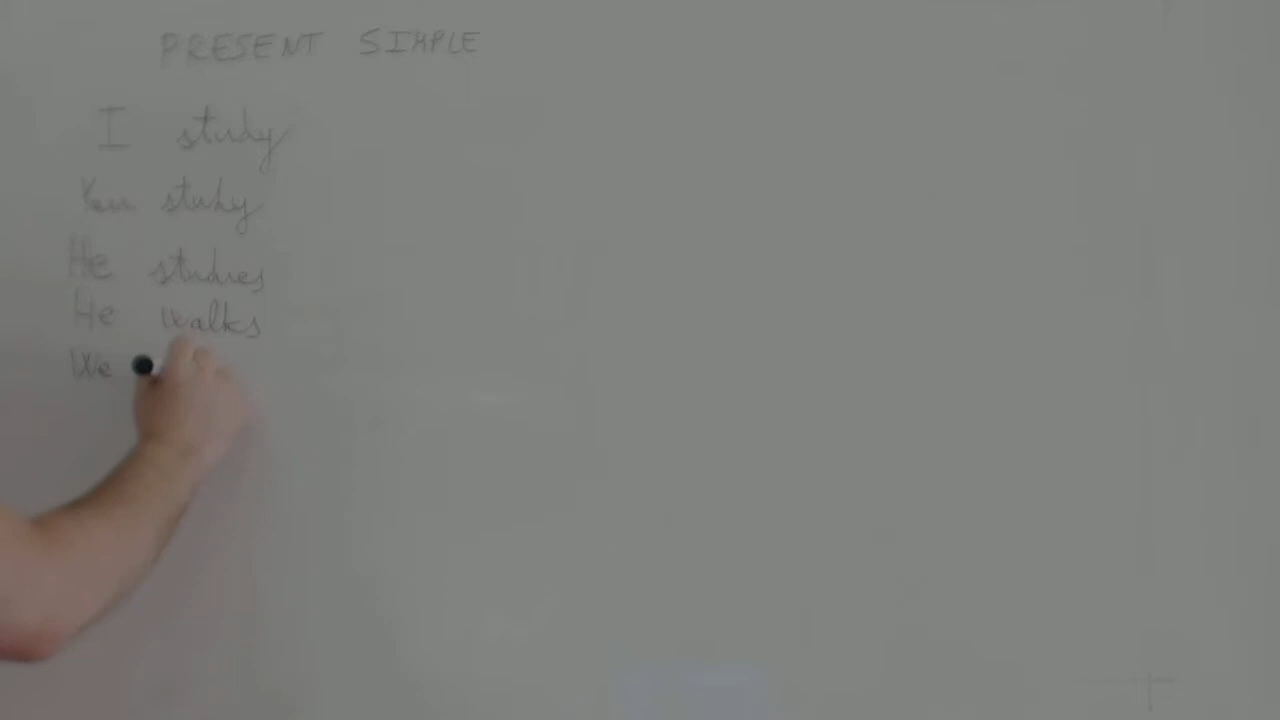 PRESENT SIMPLE
I study
You study
He studies
He walks
We